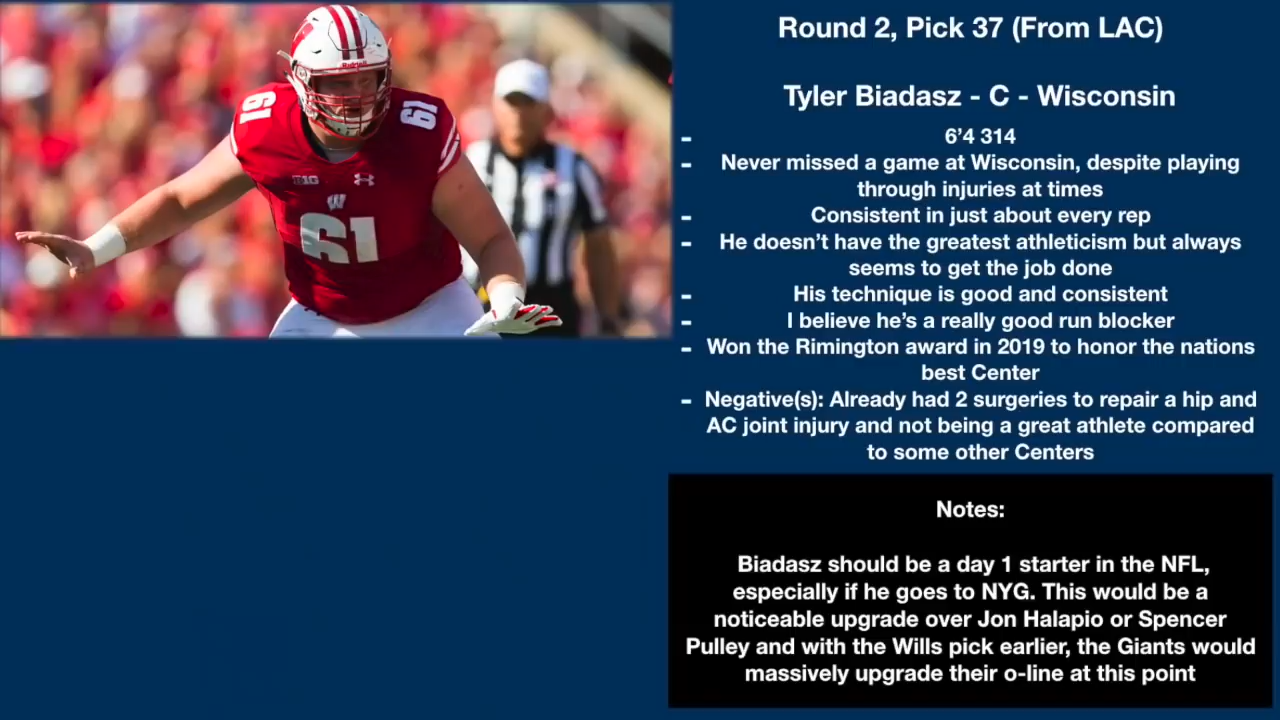 Round 2, Pick 37 (From LAC)
Tyler Biadasz - C - Wisconsin
- 6’4 314
- Never missed a game at Wisconsin, despite playing
through injuries at times
- Consistent in just about every rep
- He doesn’t have the greatest athleticism but always
seems to get the job done
- His technique is good and consistent
- I believe he’s a really good run blocker
- Won the Rimington award in 2019 to honor the nations
best Center
- Negative(s): Already had 2 surgeries to repair a hip and
AC joint injury and not being a great athlete compared
to some other Centers
Notes:
Biadasz should be a day 1 starter in the NFL,
especially if he goes to NYG. This would be a
noticeable upgrade over Jon Halapio or Spencer
Pulley and with the Wills pick earlier, the Giants would
massively upgrade their o-line at this point
Riddell
61
61
B1G
W
61